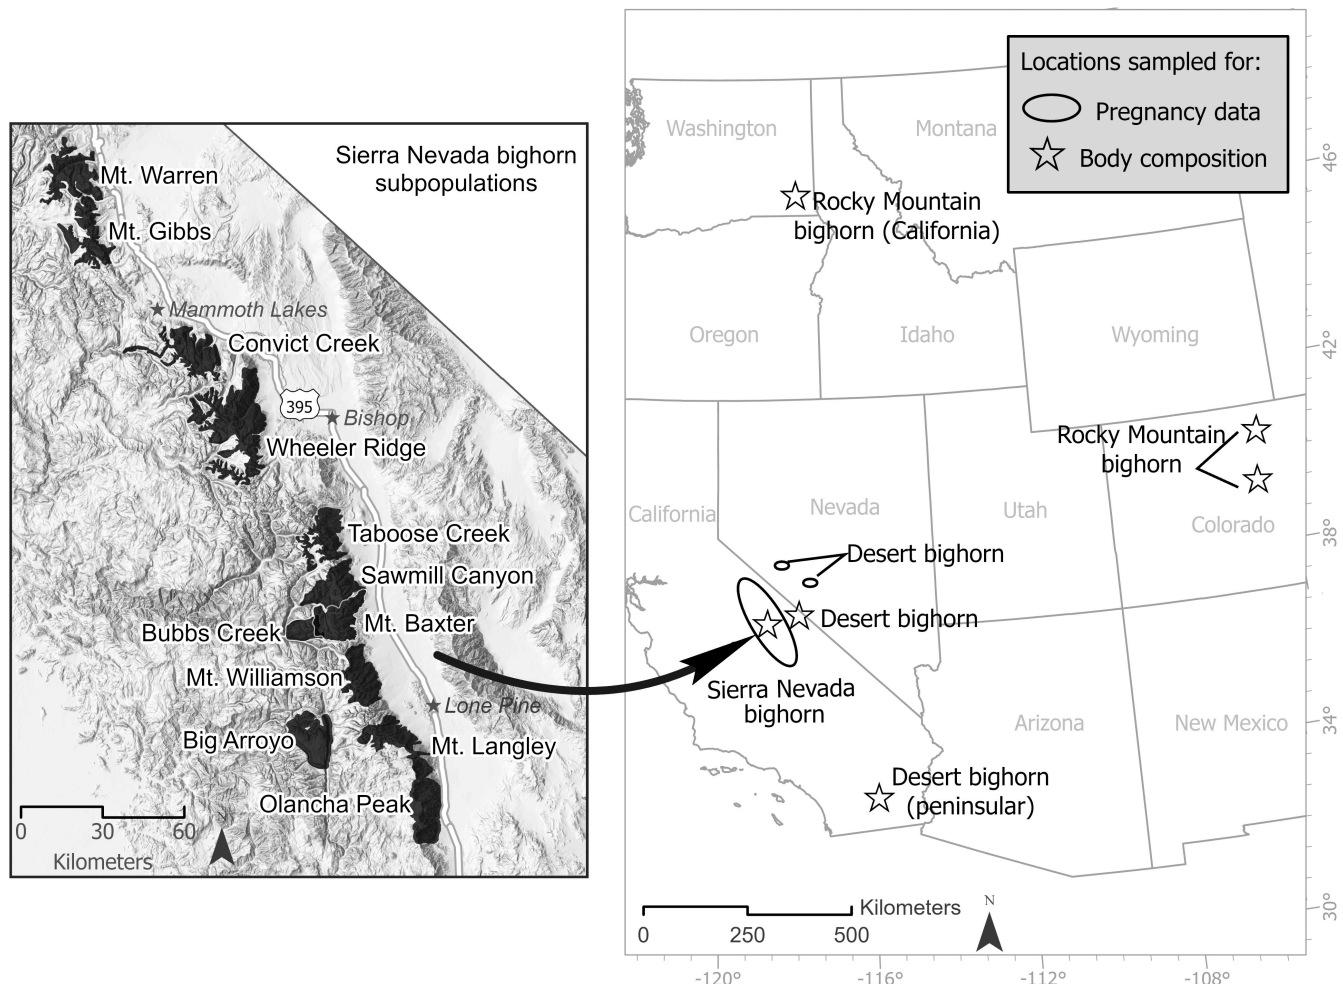 Sierra Nevada bighorn
subpopulations
Mt. Warren
Mt. Gibbs
Mammoth Lakes
Convict Creek
395
Bishop
Wheeler Ridge
Taboose Creek
Sawmill Canyon
Bubbs Creek
Mt. Baxter
Mt. Williamson
Lone Pine
Big Arroyo
Mt. Langley
Olancha Peak
0 30 60
Kilometers
N
Locations sampled for:
Pregnancy data
Body composition
Washington
Montana
Rocky Mountain
bighorn (California)
Oregon
Idaho
Wyoming
Rocky Mountain
bighorn
California
Nevada
Utah
Colorado
Desert bighorn
Desert bighorn
Sierra Nevada
bighorn
Arizona
New Mexico
Desert bighorn
(peninsular)
Kilometers
0 250 500
N
46°
42°
38°
34°
30°
-120° -116° -112° -108°